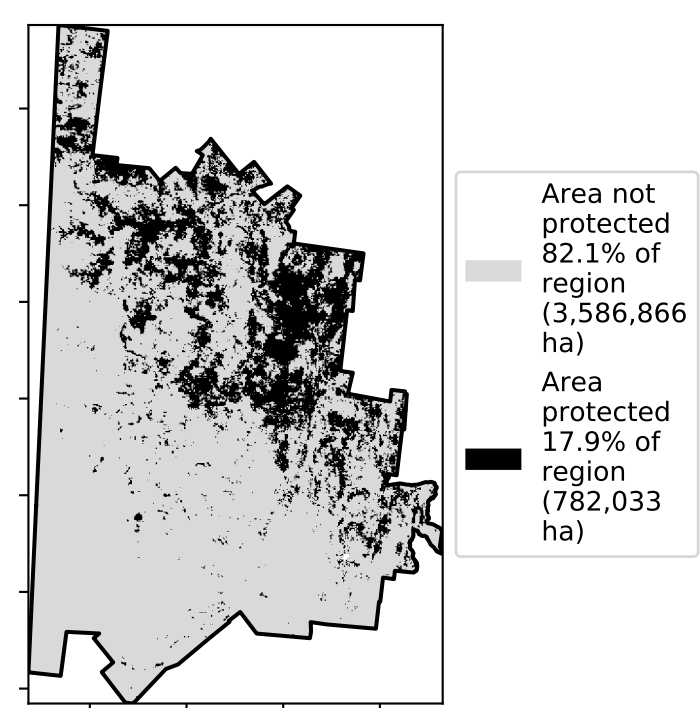 Area not
protected
82.1% of
region
(3,586,866
ha)
Area
protected
17.9% of
region
(782,033
ha)